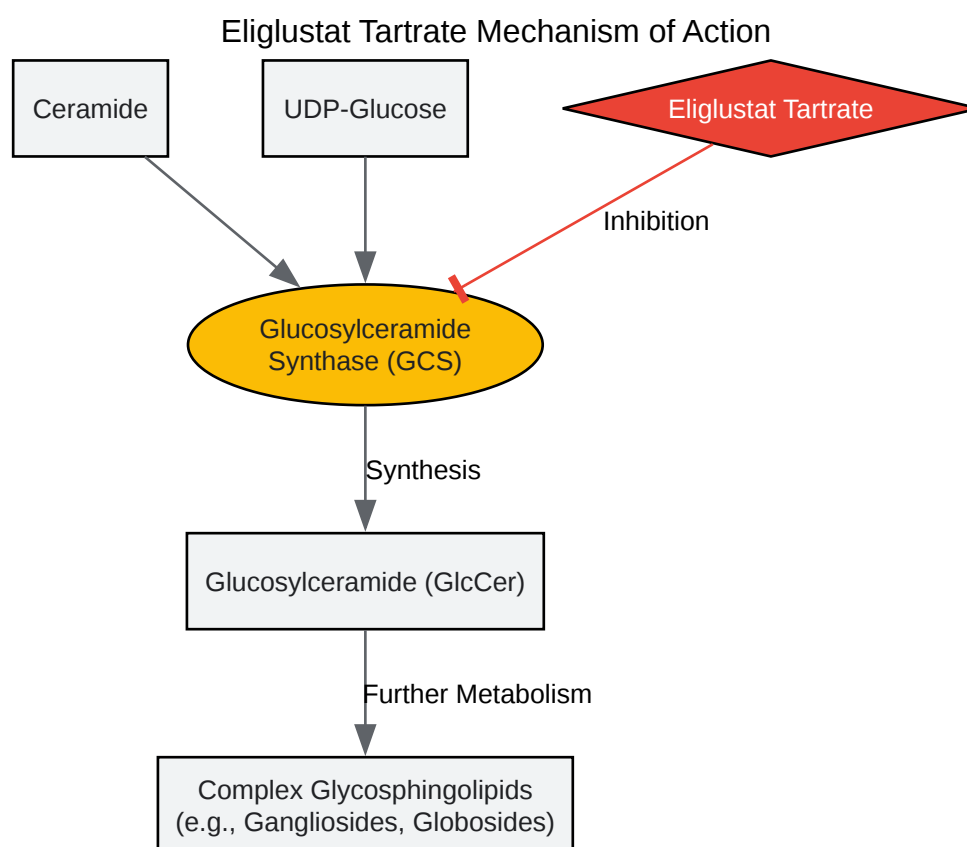 Eliglustat Tartrate Mechanism of Action
Ceramide
UDP-Glucose
Eliglustat Tartrate
Inhibition
Glucosylceramide
Synthase (GCS)
Synthesis
Glucosylceramide (GlcCer)
Further Metabolism
Complex Glycosphingolipids
(e.g., Gangliosides, Globosides)